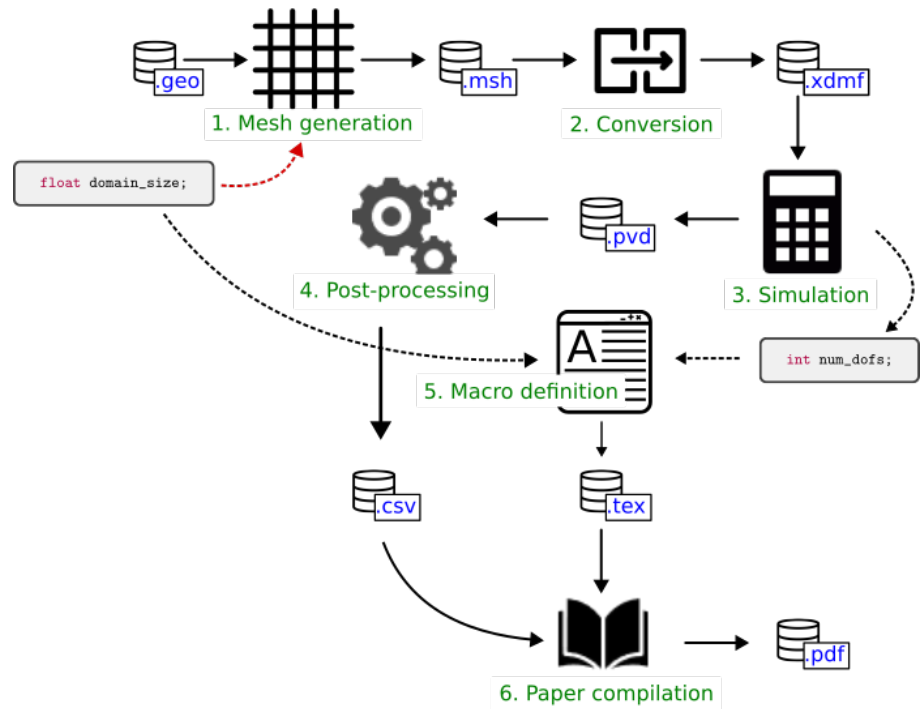 .geo
.msh
.xdmf
1. Mesh generation
2. Conversion
float domain_size;
.pvd
4. Post-processing
3. Simulation
A
int num_dofs;
5. Macro definition
.csv
.tex
.pdf
6. Paper compilation